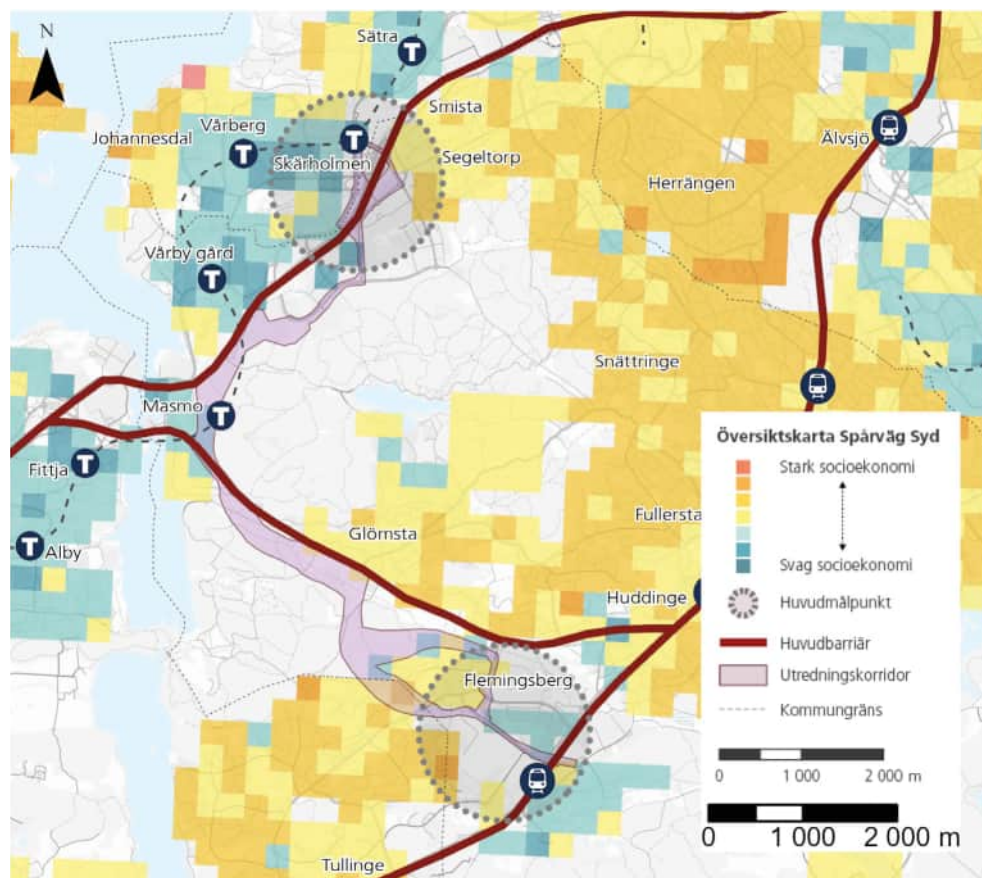 N
Sätra
T
Smista
Vårberg
T
T
Johannesdal
Skärholmen
Segeltorp
Älvsjö
Herrängen
Vårby gård
T
Snättringe
Masmo
T
Fittja
T
Alby
T
Glömsta
Fullersta
Huddinge
Flemingsberg
Tullinge
Översiktskarta Spårväg Syd
Stark socioekonomi
Svag socioekonomi
Huvudmålpunkt
Huvudbarriär
Utredningskorridor
Kommungräns
0 1 000 2 000 m
0 1 000 2 000 m